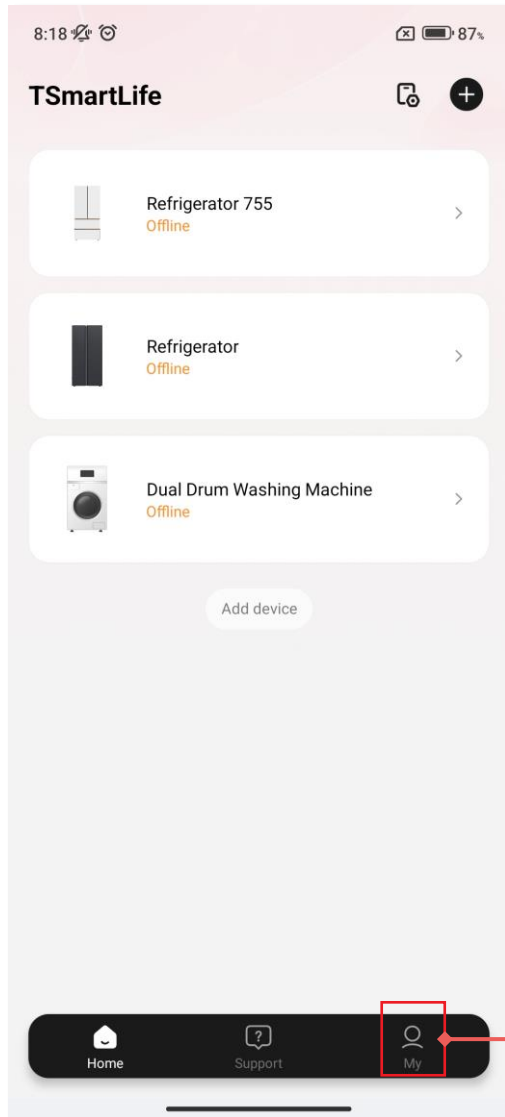 8:18 87%
TSmartLife
Refrigerator 755
Offline
Refrigerator
Offline
Dual Drum Washing Machine
Offline
Add device
Home Support My